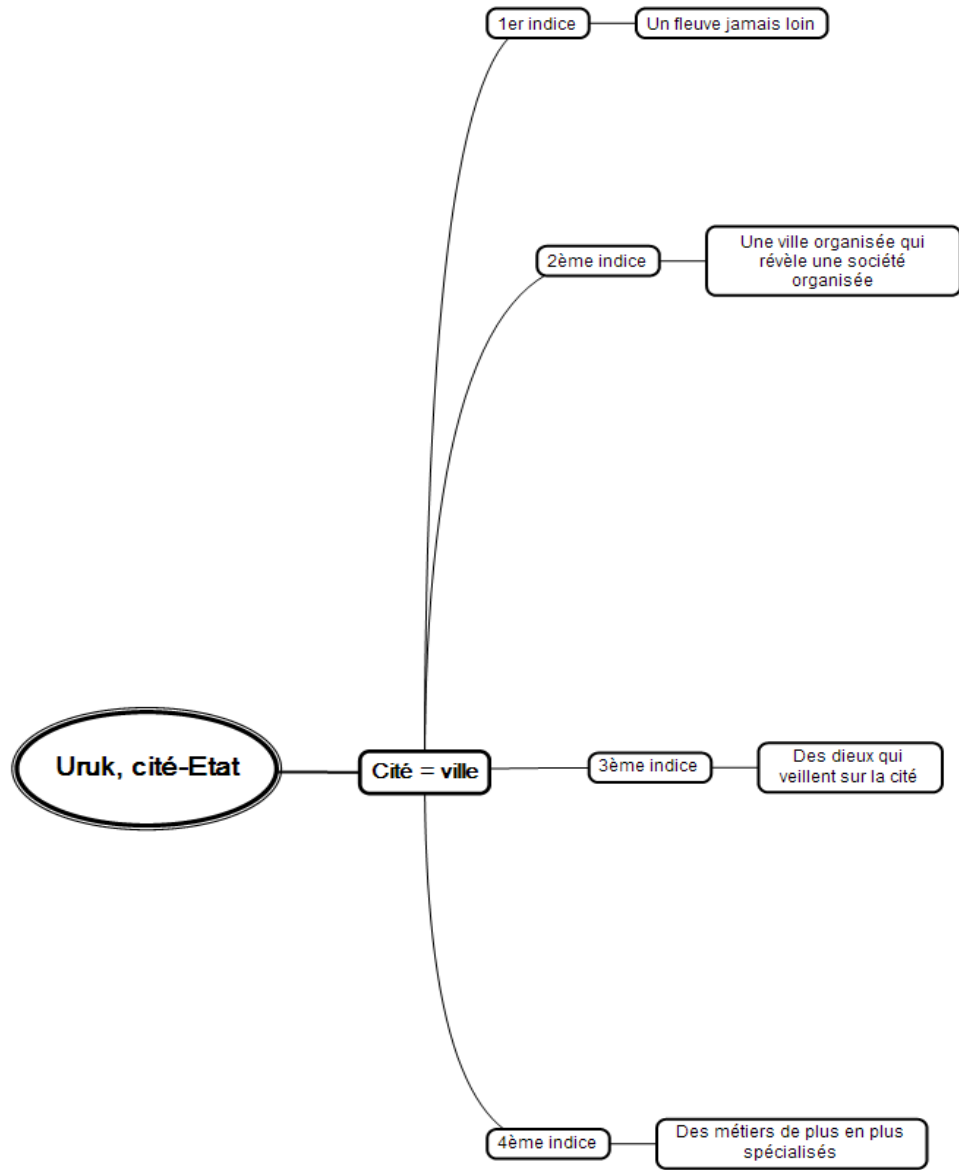 1er indice
Un fleuve jamais loin
2ème indice
Une ville organisée qui
révèle une société
organisée
Uruk, cité-Etat
Cité = ville
3ème indice
Des dieux qui
veillent sur la cité
4ème indice
Des métiers de plus en plus
spécialisés